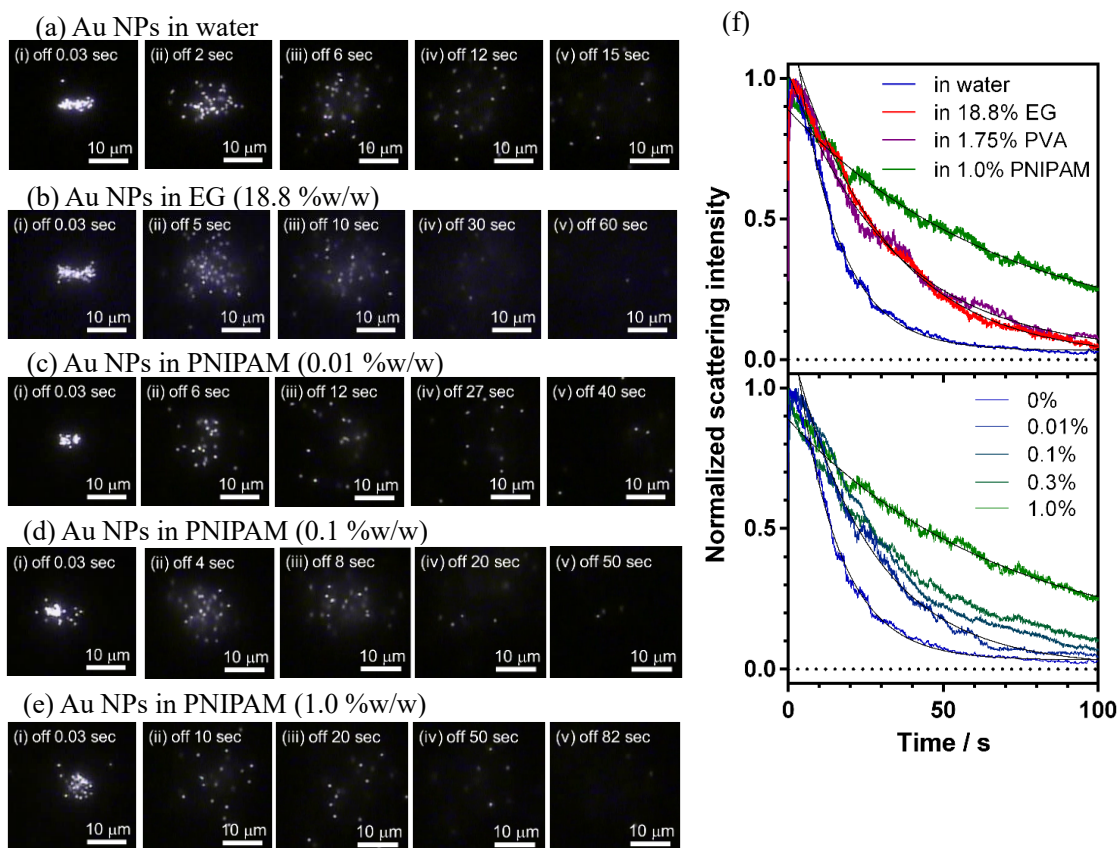 (a) Au NPs in water
(i) off 0.03 sec
(ii) off 2 sec
(iii) off 6 sec
(iv) off 12 sec
(v) off 15 sec
10 μm
10 μm
10 μm
10 μm
10 μm
(b) Au NPs in EG (18.8 %w/w)
(i) off 0.03 sec
(ii) off 5 sec
(iii) off 10 sec
(iv) off 30 sec
(v) off 60 sec
10 μm
10 μm
10 μm
10 μm
10 μm
(c) Au NPs in PNIPAM (0.01 %w/w)
(i) off 0.03 sec
(ii) off 6 sec
(iii) off 12 sec
(iv) off 27 sec
(v) off 40 sec
10 μm
10 μm
10 μm
10 μm
10 μm
(d) Au NPs in PNIPAM (0.1 %w/w)
(i) off 0.03 sec
(ii) off 4 sec
(iii) off 8 sec
(iv) off 20 sec
(v) off 50 sec
10 μm
10 μm
10 μm
10 μm
10 μm
(e) Au NPs in PNIPAM (1.0 %w/w)
(i) off 0.03 sec
(ii) off 10 sec
(iii) off 20 sec
(iv) off 50 sec
(v) off 82 sec
10 μm
10 μm
10 μm
10 μm
10 μm
(f)
Normalized scattering intensity
1.0
0.5
0.0
in water
in 18.8% EG
in 1.75% PVA
in 1.0% PNIPAM
1.0
0.5
0.0
0%
0.01%
0.1%
0.3%
1.0%
0
50
100
Time / s